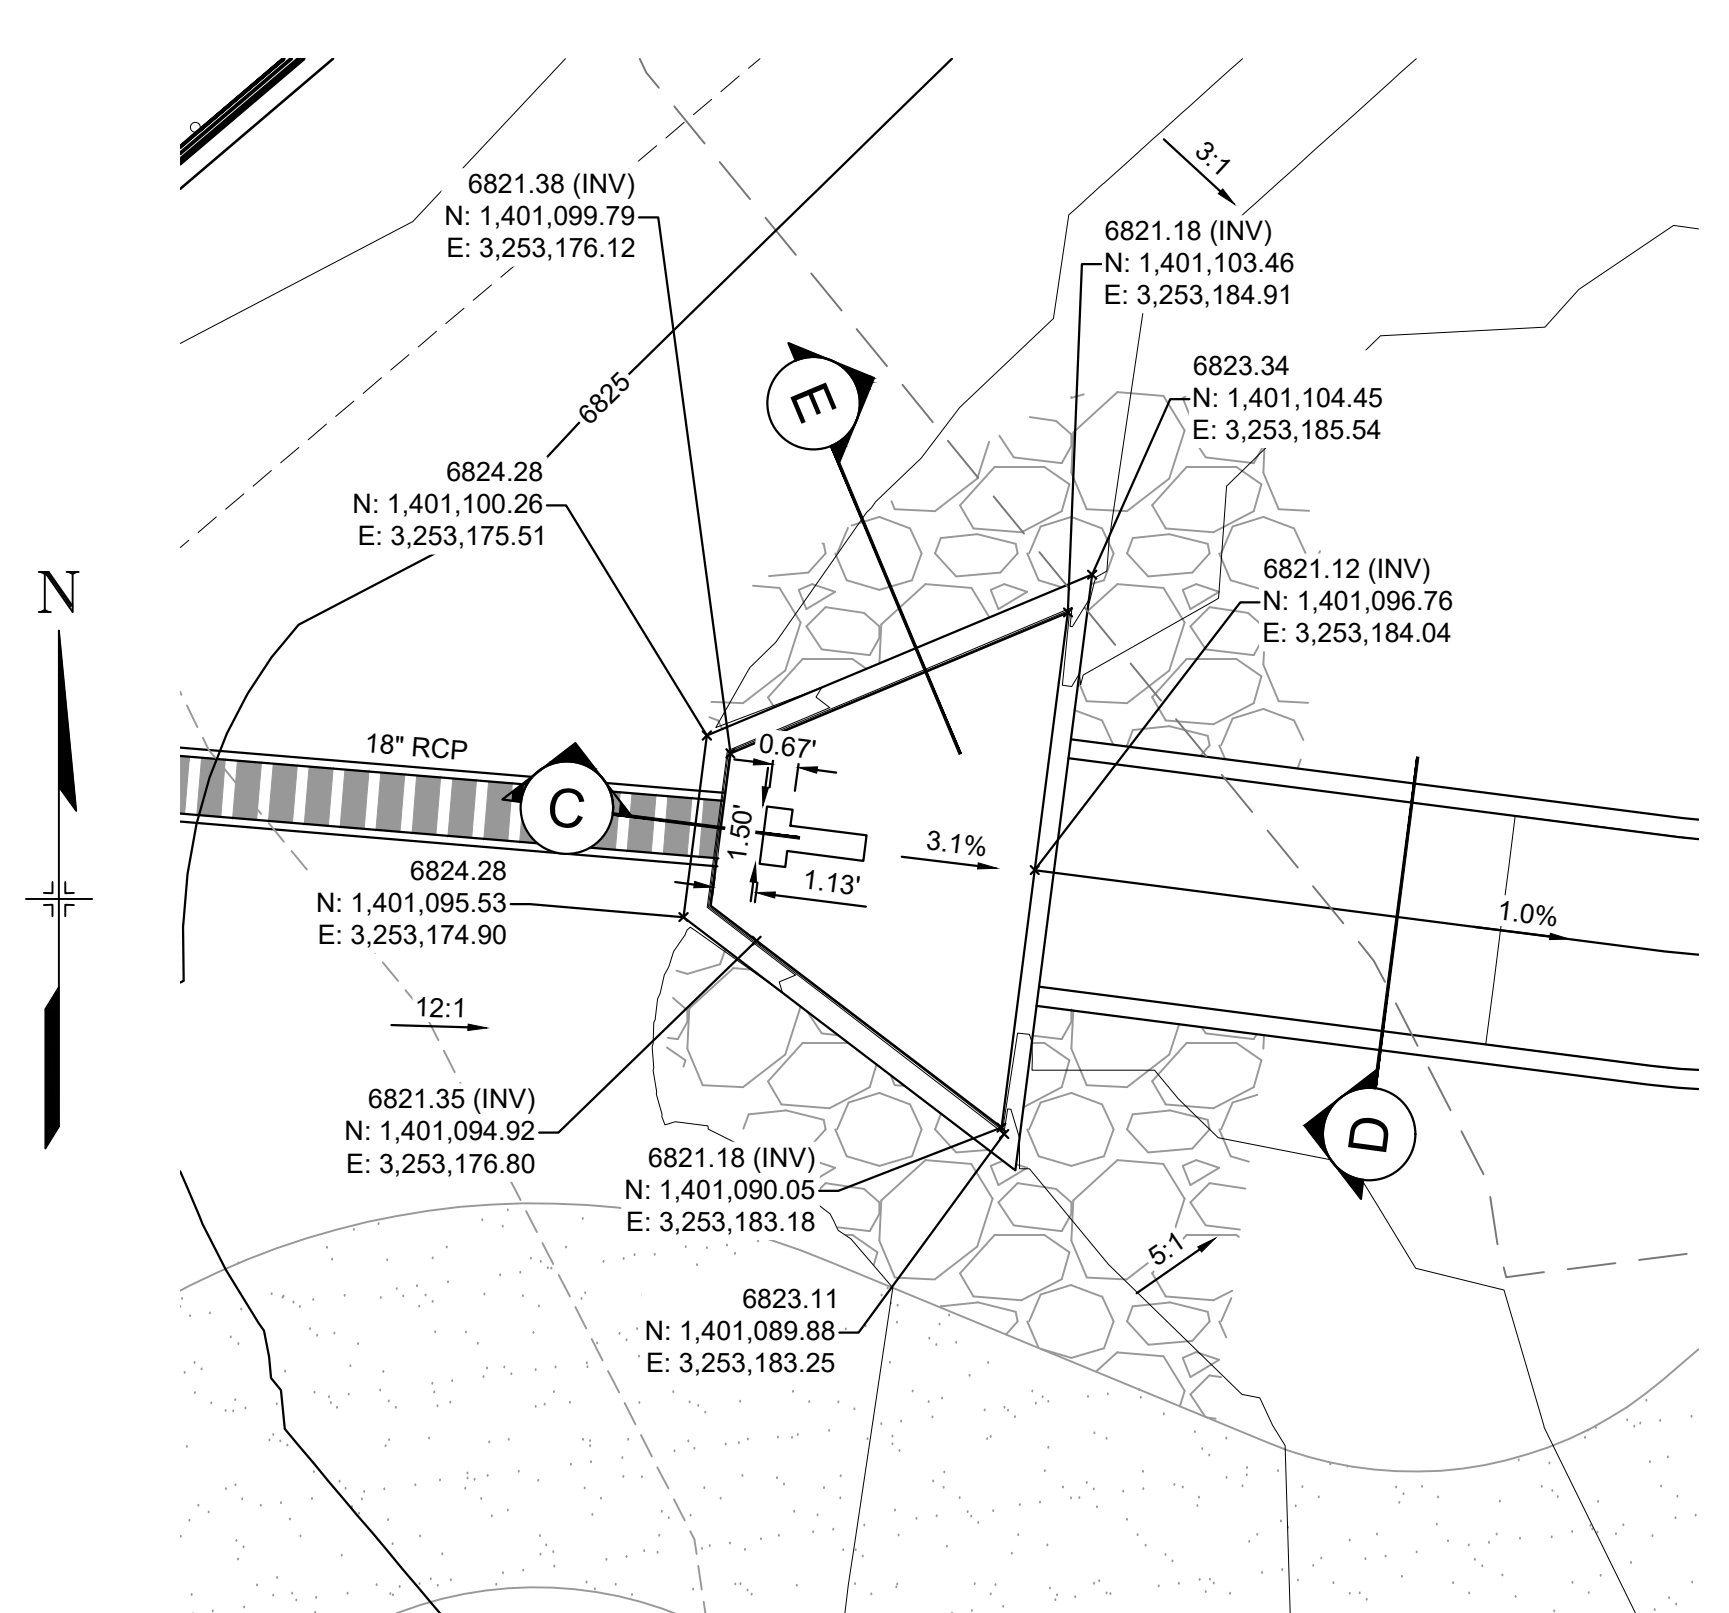 6821.38 (INV)
N: 1,401,099.79
E: 3,253,176.12
3:1
6821.18 (INV)
N: 1,401,103.46
E: 3,253,184.91
6825
E
6823.34
N: 1,401,104.45
E: 3,253,185.54
6824.28
N: 1,401,100.26
E: 3,253,175.51
N
6821.12 (INV)
N: 1,401,096.76
E: 3,253,184.04
18" RCP
0.67'
C
1.50'
3.1%
1.13'
6824.28
N: 1,401,095.53
E: 3,253,174.90
1.0%
12:1
6821.35 (INV)
N: 1,401,094.92
E: 3,253,176.80
D
6821.18 (INV)
N: 1,401,090.05
E: 3,253,183.18
5:1
6823.11
N: 1,401,089.88
E: 3,253,183.25